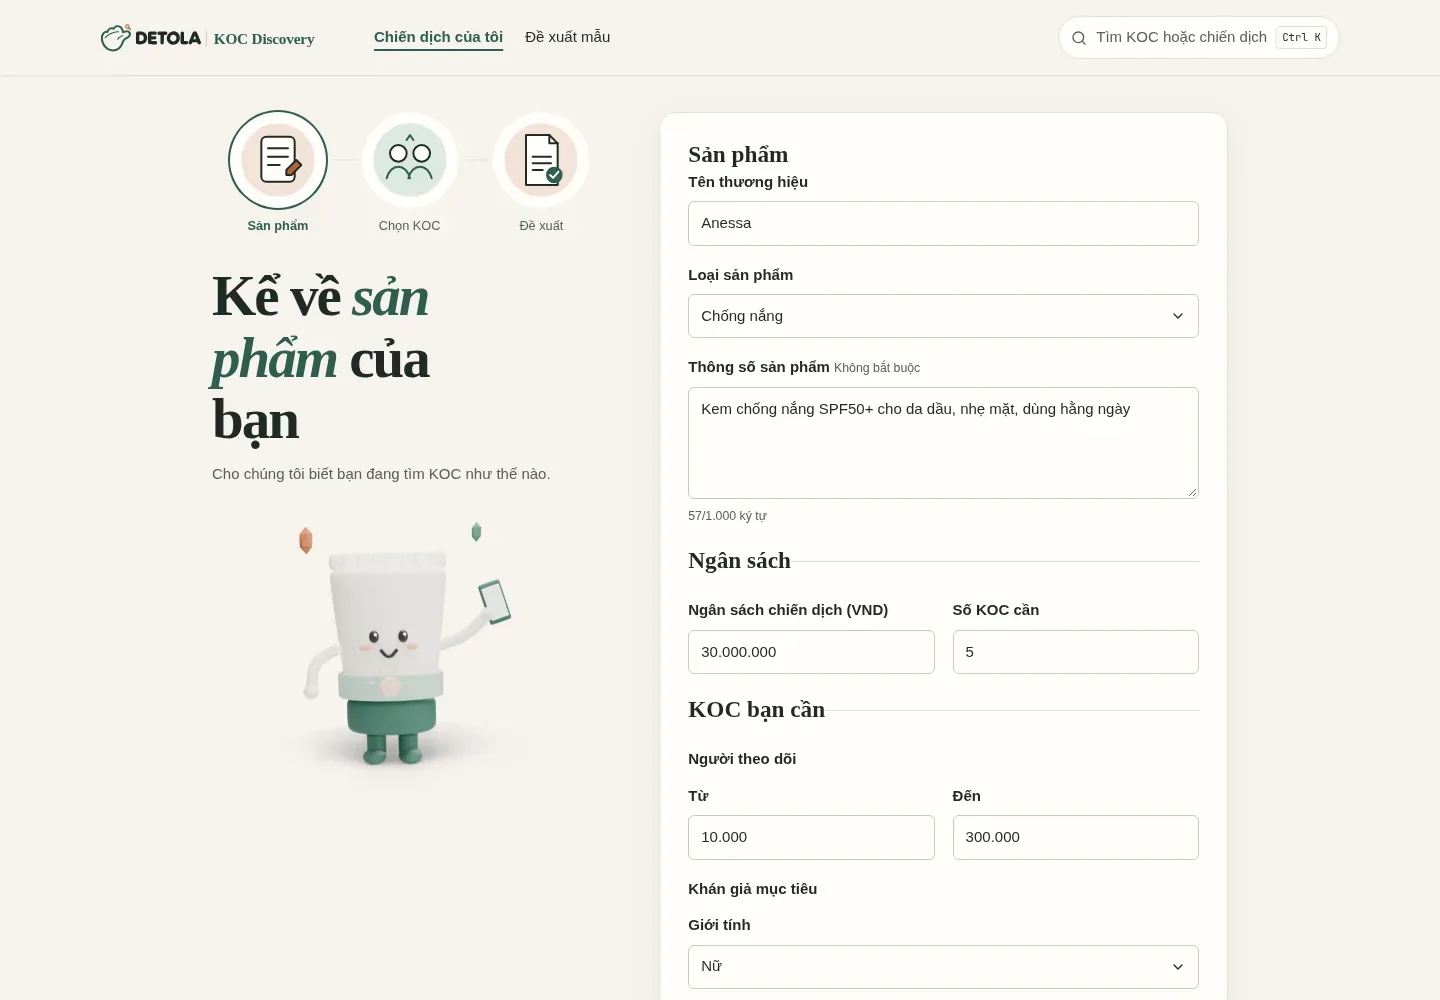 DETOLA KOC Discovery
Chiến dịch của tôi
Đề xuất mẫu
Tìm KOC hoặc chiến dịch
Ctrl K
Sản phẩm
Chọn KOC
Đề xuất
Kể về sản
phẩm của
bạn
Cho chúng tôi biết bạn đang tìm KOC như thế nào.
Sản phẩm
Tên thương hiệu
Anessa
Loại sản phẩm
Chống nắng
Thông số sản phẩm Không bắt buộc
Kem chống nắng SPF50+ cho da dầu, nhẹ mặt, dùng hằng ngày
57/1.000 ký tự
Ngân sách
Ngân sách chiến dịch (VND)
Số KOC cần
30.000.000
5
KOC bạn cần
Người theo dõi
Từ
Đến
10.000
300.000
Khán giả mục tiêu
Giới tính
Nữ